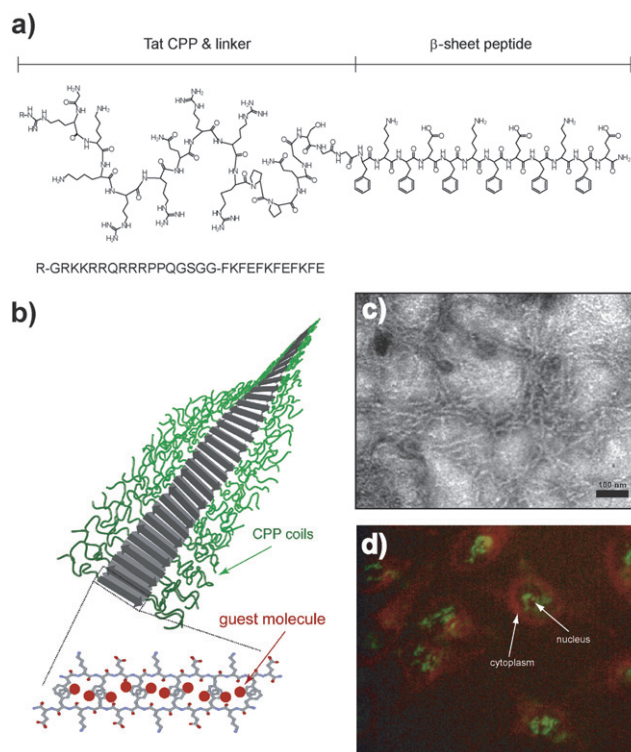 a)
Tat CPP & linker
β-sheet peptide
R-GRKKRRQRRRPPQGSGG-FKFEFKFEFKFE
b)
CPP coils
guest molecule
c)
100 nm
d)
nucleus
cytoplasm